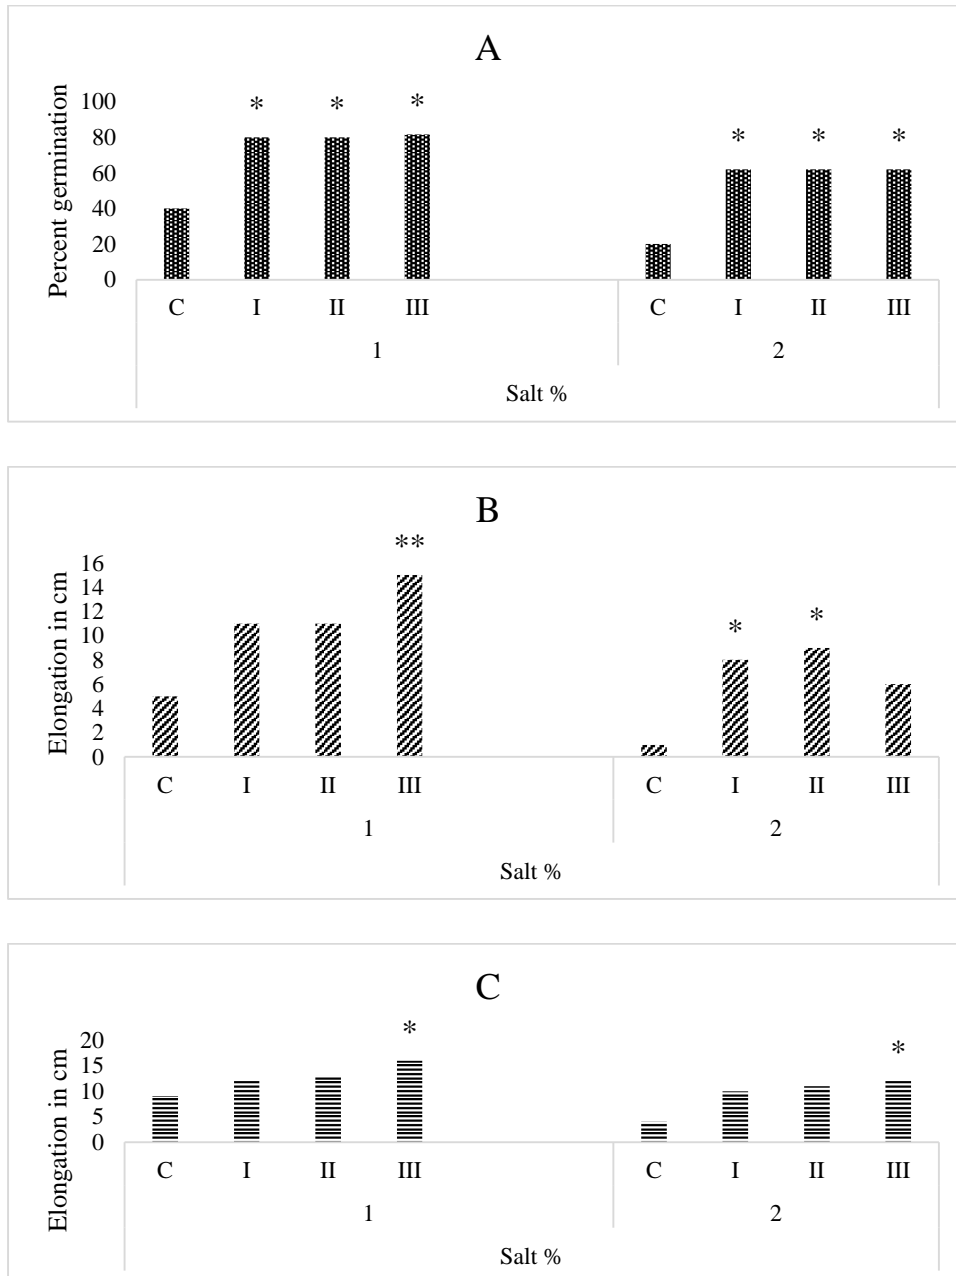 A
Percent germination
100
80
60
40
20
0
* * * * * *
C I II III C I II III
1 2
Salt %
B
Elongation in cm
16
14
12
10
8
6
4
2
0
** * *
C I II III C I II III
1 2
Salt %
C
Elongation in cm
20
15
10
5
0
* *
C I II III C I II III
1 2
Salt %